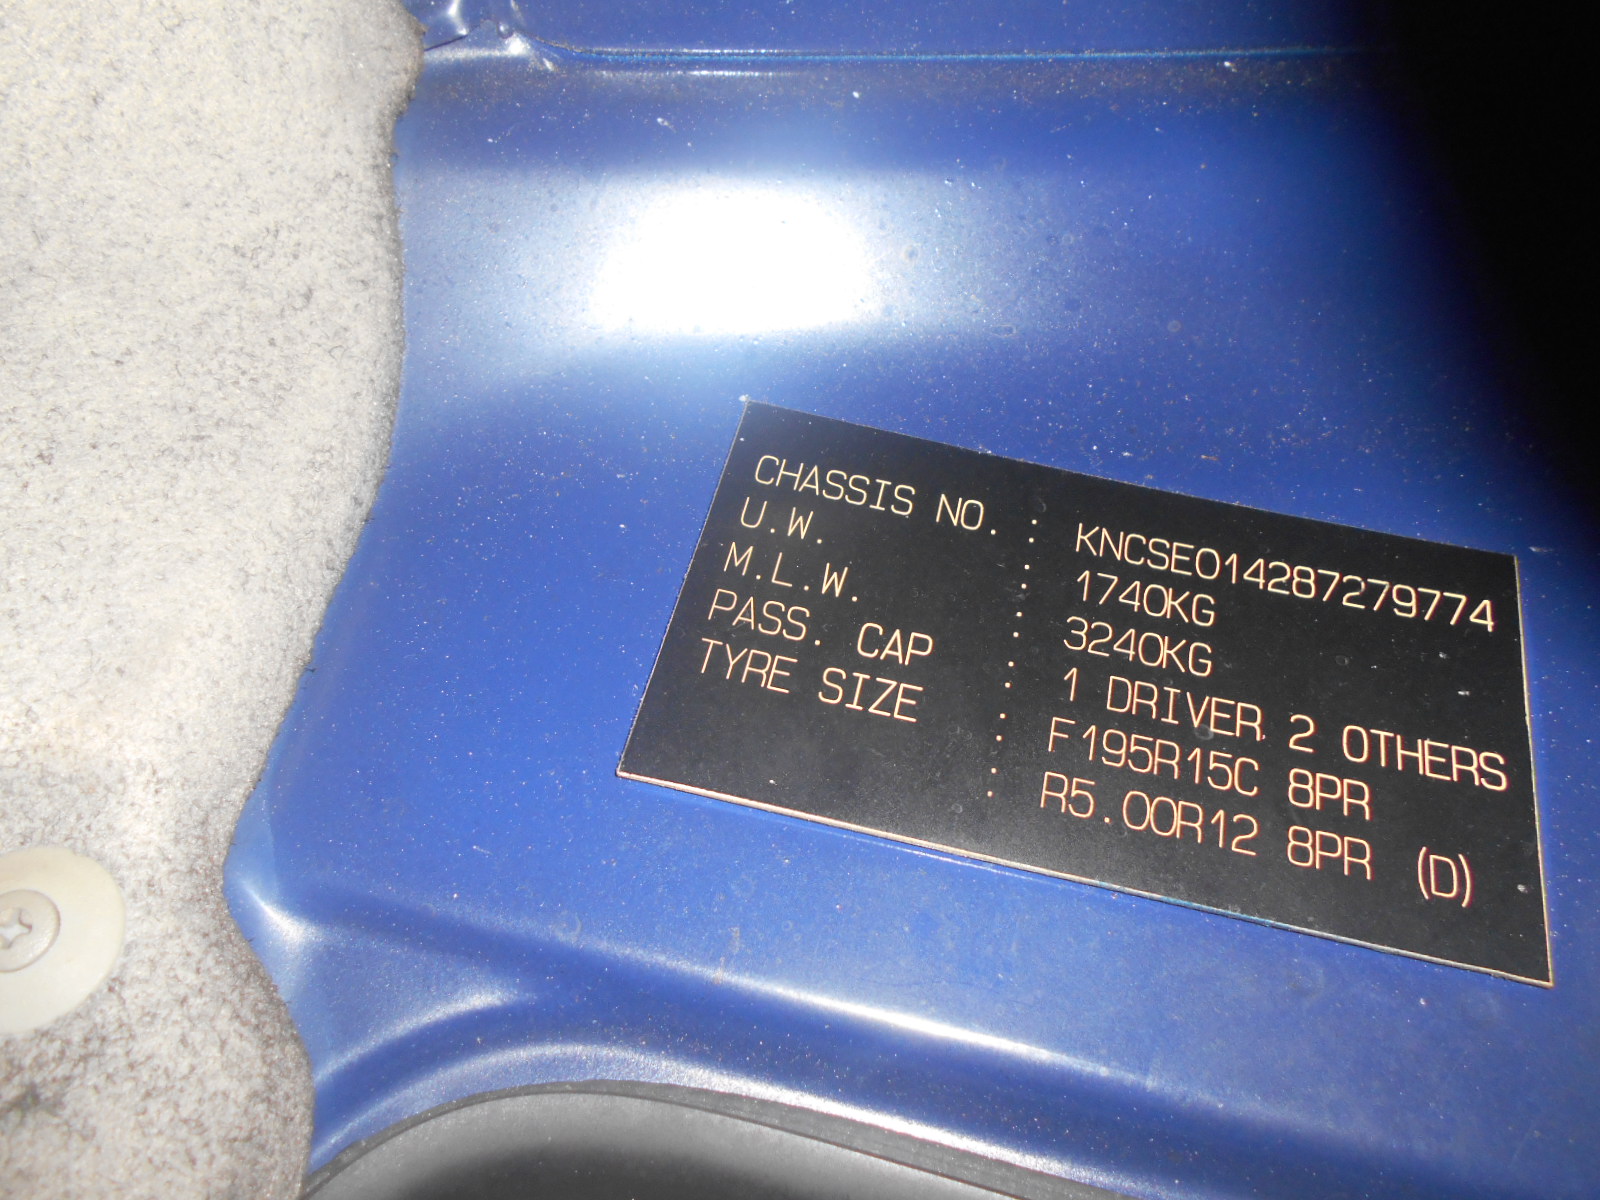 CHASSIS NO. : KNCSE014287279774
U.W. : 1740KG
M.L.W. : 3240KG
PASS. CAP : 1 DRIVER, 2 OTHERS
TYRE SIZE : F195R15C 8PR
: R5.00R12 8PR (D)